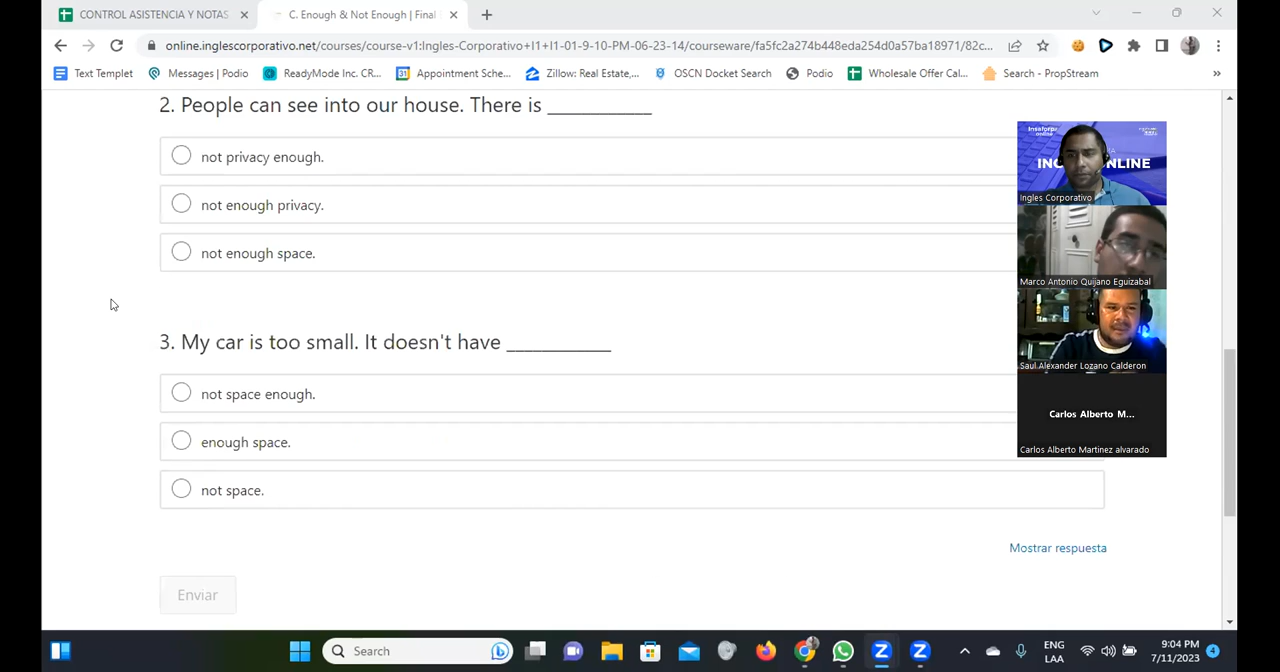 CONTROL ASISTENCIA Y NOTAS
C. Enough & Not Enough | Final
online.inglescorporativo.net/courses/course-v1:Ingles-Corporativo+I1+I1-01-9-10-PM-06-23-14/courseware/fa5fc2a274b448eda254d0a57ba18971/82c...
Text Templet Messages | Podio ReadyMode Inc. CR... Appointment Sche... Zillow: Real Estate,... OSCN Docket Search Podio Wholesale Offer Cal... Search - PropStream »
2. People can see into our house. There is ____________
not privacy enough.
not enough privacy.
not enough space.
Ingles Corporativo
Marco Antonio Quijano Eguizabal
Saul Alexander Lozano Calderon
Carlos Alberto M...
Carlos Alberto Martinez alvarado
3. My car is too small. It doesn't have ____________
not space enough.
enough space.
not space.
Mostrar respuesta
Enviar
Search
ENG
LAA
9:04 PM
7/11/2023
4